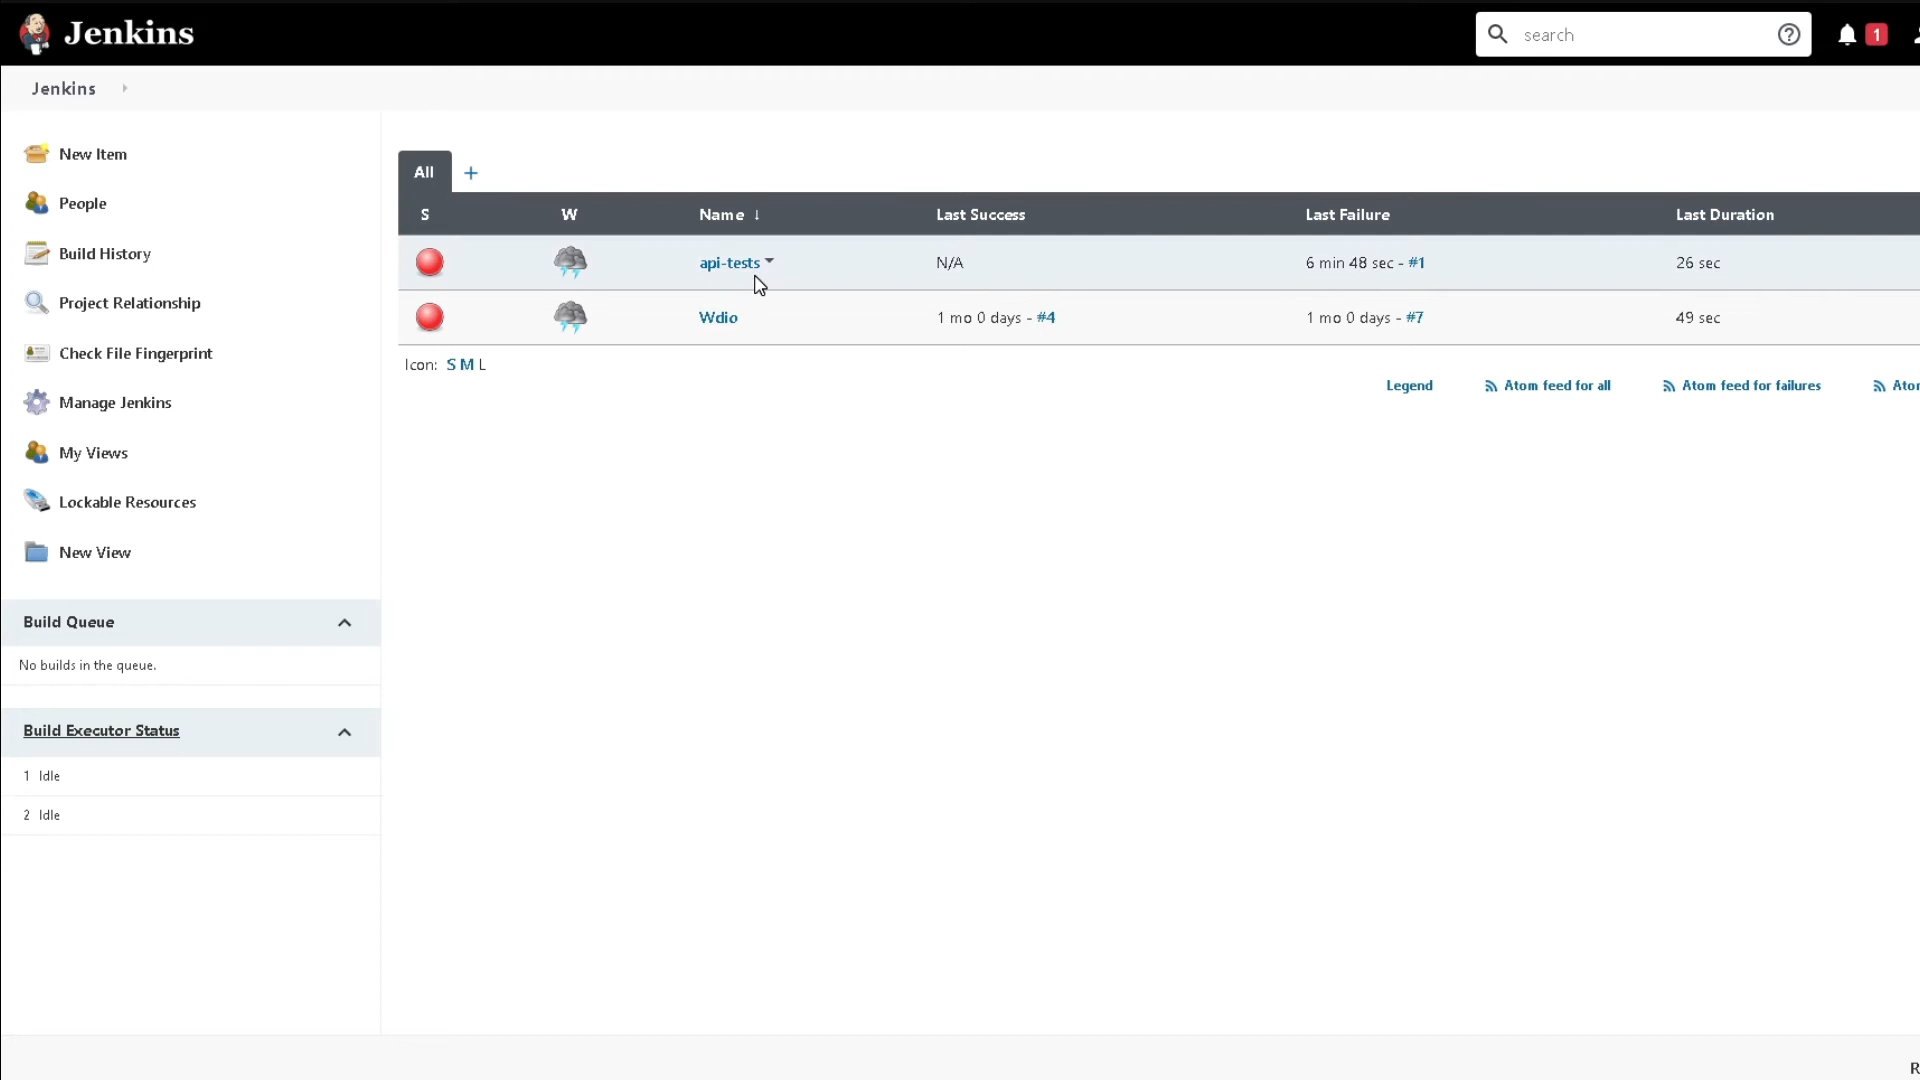 Jenkins
search
1
Jenkins
New Item
People
Build History
Project Relationship
Check File Fingerprint
Manage Jenkins
My Views
Lockable Resources
New View
Build Queue
No builds in the queue.
Build Executor Status
1 Idle
2 Idle
All +
S W Name ↓ Last Success Last Failure Last Duration
api-tests N/A 6 min 48 sec - #1 26 sec
Wdio 1 mo 0 days - #4 1 mo 0 days - #7 49 sec
Icon: S M L
Legend Atom feed for all Atom feed for failures